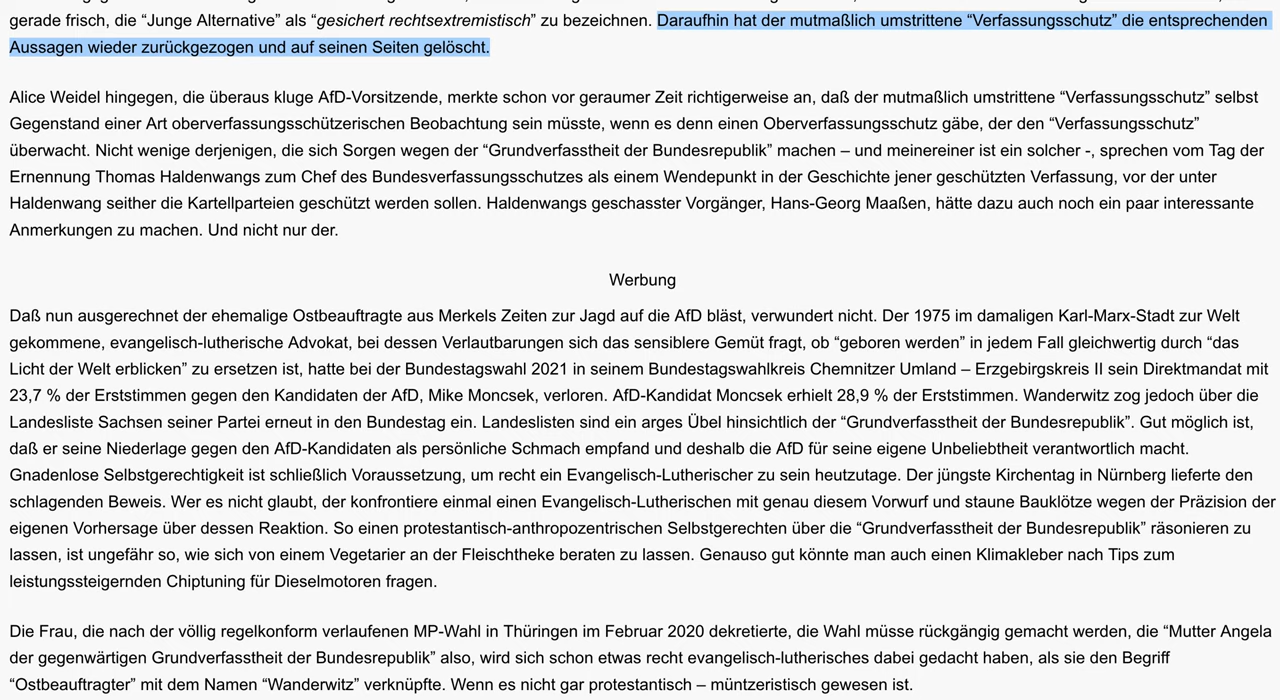 gerade frisch, die “Junge Alternative” als “gesichert rechtsextremistisch” zu bezeichnen. Daraufhin hat der mutmaßlich umstrittene “Verfassungsschutz” die entsprechenden
Aussagen wieder zurückgezogen und auf seinen Seiten gelöscht.
Alice Weidel hingegen, die überaus kluge AfD-Vorsitzende, merkte schon vor geraumer Zeit richtigerweise an, daß der mutmaßlich umstrittene “Verfassungsschutz” selbst
Gegenstand einer Art oberverfassungsschützerischen Beobachtung sein müsste, wenn es denn einen Oberverfassungschutz gäbe, der den “Verfassungsschutz”
überwacht. Nicht wenige derjenigen, die sich Sorgen wegen der “Grundverfasstheit der Bundesrepublik” machen – und meinereiner ist ein solcher -, sprechen vom Tag der
Ernennung Thomas Haldenwangs zum Chef des Bundesverfassungsschutzes als einem Wendepunkt in der Geschichte jener geschützten Verfassung, vor der unter
Haldenwang seither die Kartellparteien geschützt werden sollen. Haldenwangs geschasster Vorgänger, Hans-Georg Maaßen, hätte dazu auch noch ein paar interessante
Anmerkungen zu machen. Und nicht nur der.
Werbung
Daß nun ausgerechnet der ehemalige Ostbeauftragte aus Merkels Zeiten zur Jagd auf die AfD bläst, verwundert nicht. Der 1975 im damaligen Karl-Marx-Stadt zur Welt
gekommene, evangelisch-lutherische Advokat, bei dessen Verlautbarungen sich das sensiblere Gemüt fragt, ob “geboren werden” in jedem Fall gleichwertig durch “das
Licht der Welt erblicken” zu ersetzen ist, hatte bei der Bundestagswahl 2021 in seinem Bundestagswahlkreis Chemnitzer Umland – Erzgebirgskreis II sein Direktmandat mit
23,7 % der Erststimmen gegen den Kandidaten der AfD, Mike Moncsek, verloren. AfD-Kandidat Moncsek erhielt 28,9 % der Erststimmen. Wanderwitz zog jedoch über die
Landesliste Sachsen seiner Partei erneut in den Bundestag ein. Landeslisten sind ein arges Übel hinsichtlich der “Grundverfasstheit der Bundesrepublik”. Gut möglich ist,
daß er seine Niederlage gegen den AfD-Kandidaten als persönliche Schmach empfand und deshalb die AfD für seine eigene Unbeliebtheit verantwortlich macht.
Gnadenlose Selbstgerechtigkeit ist schließlich Voraussetzung, um recht ein Evangelisch-Lutherischer zu sein heutzutage. Der jüngste Kirchentag in Nürnberg lieferte den
schlagenden Beweis. Wer es nicht glaubt, der konfrontiere einmal einen Evangelisch-Lutherischen mit genau diesem Vorwurf und staune Bauklötze wegen der Präzision der
eigenen Vorhersage über dessen Reaktion. So einen protestantisch-anthropozentrischen Selbstgerechten über die “Grundverfasstheit der Bundesrepublik” räsonieren zu
lassen, ist ungefähr so, wie sich von einem Vegetarier an der Fleischtheke beraten zu lassen. Genauso gut könnte man auch einen Klimakleber nach Tips zum
leistungssteigernden Chiptuning für Dieselmotoren fragen.
Die Frau, die nach der völlig regelkonform verlaufenen MP-Wahl in Thüringen im Februar 2020 dekretierte, die Wahl müsse rückgängig gemacht werden, die “Mutter Angela
der gegenwärtigen Grundverfasstheit der Bundesrepublik” also, wird sich schon etwas recht evangelisch-lutherisches dabei gedacht haben, als sie den Begriff
“Ostbeauftragter” mit dem Namen “Wanderwitz” verknüpfte. Wenn es nicht gar protestantisch – müntzeristisch gewesen ist.